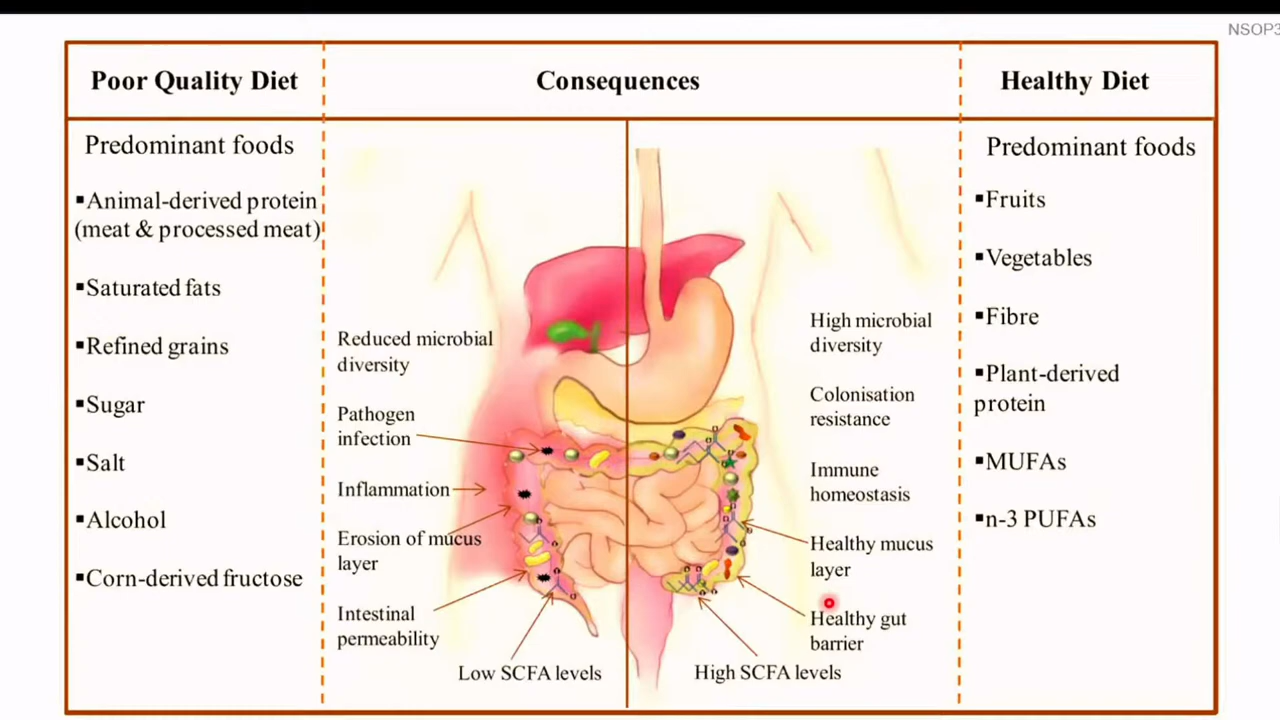 NSOP3
Poor Quality Diet
Consequences
Healthy Diet
Predominant foods
▪Animal-derived protein
(meat & processed meat)
▪Saturated fats
▪Refined grains
▪Sugar
▪Salt
▪Alcohol
▪Corn-derived fructose
Reduced microbial
diversity
Pathogen
infection
Inflammation
Erosion of mucus
layer
Intestinal
permeability
Low SCFA levels
High microbial
diversity
Colonisation
resistance
Immune
homeostasis
Healthy mucus
layer
Healthy gut
barrier
High SCFA levels
Predominant foods
▪Fruits
▪Vegetables
▪Fibre
▪Plant-derived
protein
▪MUFAs
▪n-3 PUFAs